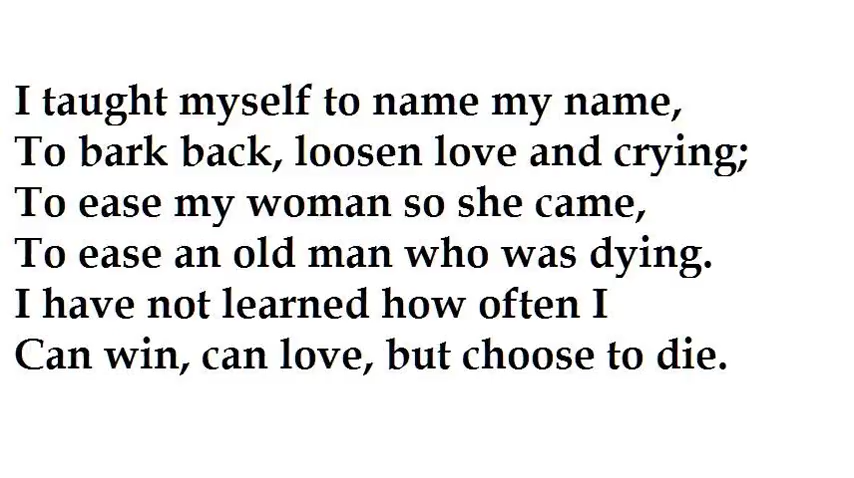 I taught myself to name my name,
To bark back, loosen love and crying;
To ease my woman so she came,
To ease an old man who was dying.
I have not learned how often I
Can win, can love, but choose to die.